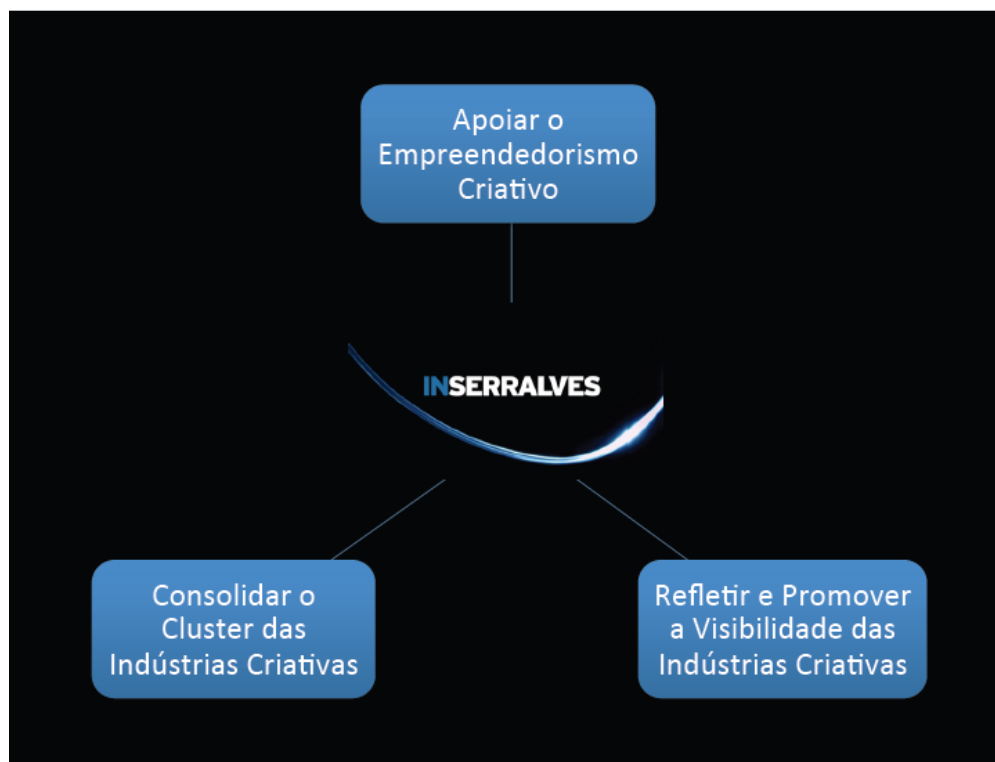 Apoiar o
Empreendedorismo
Criativo
INSERRALVES
Consolidar o
Cluster das
Indústrias Criativas
Refletir e Promover
a Visibilidade das
Indústrias Criativas